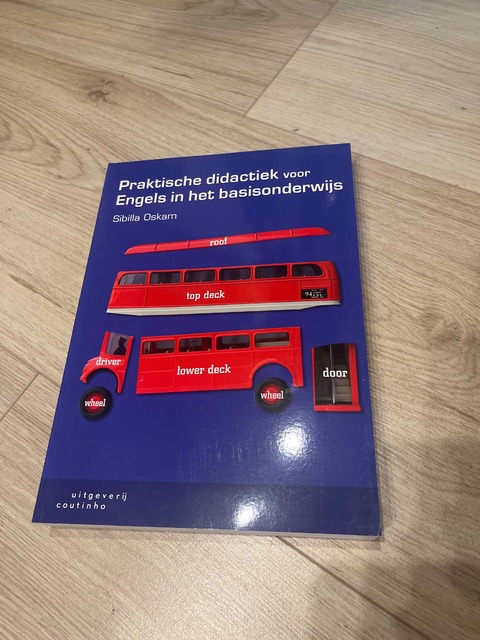 Praktische didactiek voor
Engels in het basisonderwijs
Sibilla Oskam
roof
top deck
driver
lower deck
door
wheel
wheel
uitgeverij
coutinho